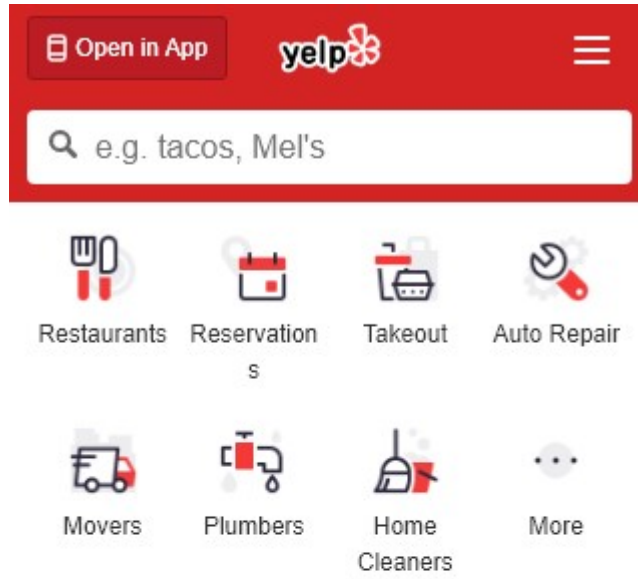 Open in App
yelp
e.g. tacos, Mel's
Restaurants
Reservation
s
Takeout
Auto Repair
Movers
Plumbers
Home
Cleaners
More